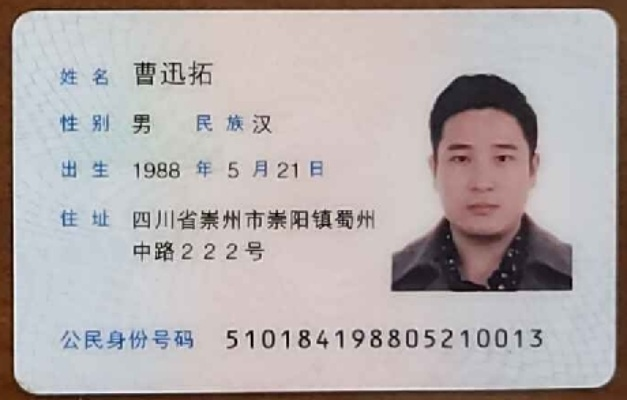 姓名 曹迅拓
性别 男 民族 汉
出生 1988 年 5 月 21 日
住址 四川省崇州市崇阳镇蜀州
中路222号
公民身份号码 510184198805210013